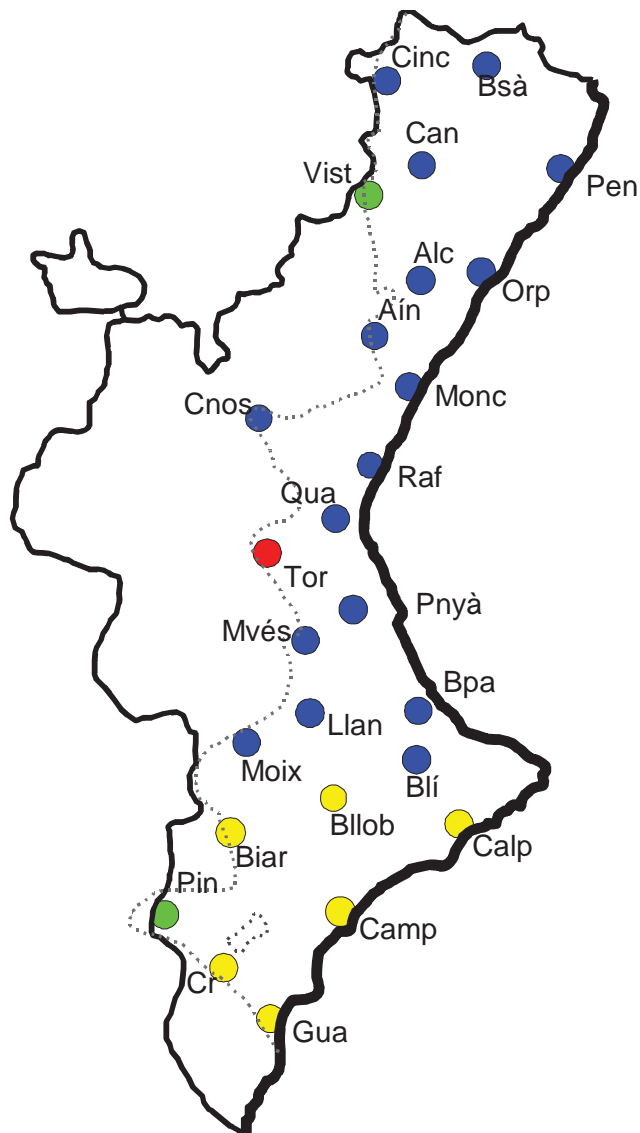 Cinc
Bsà
Can
Vist
Pen
Alc
Orp
Ain
Monc
Cnos
Raf
Qua
Tor
Pnyà
Mvés
Bpa
Llan
Moix
Blí
Bllob
Calp
Biar
Pin
Camp
Cr
Gua